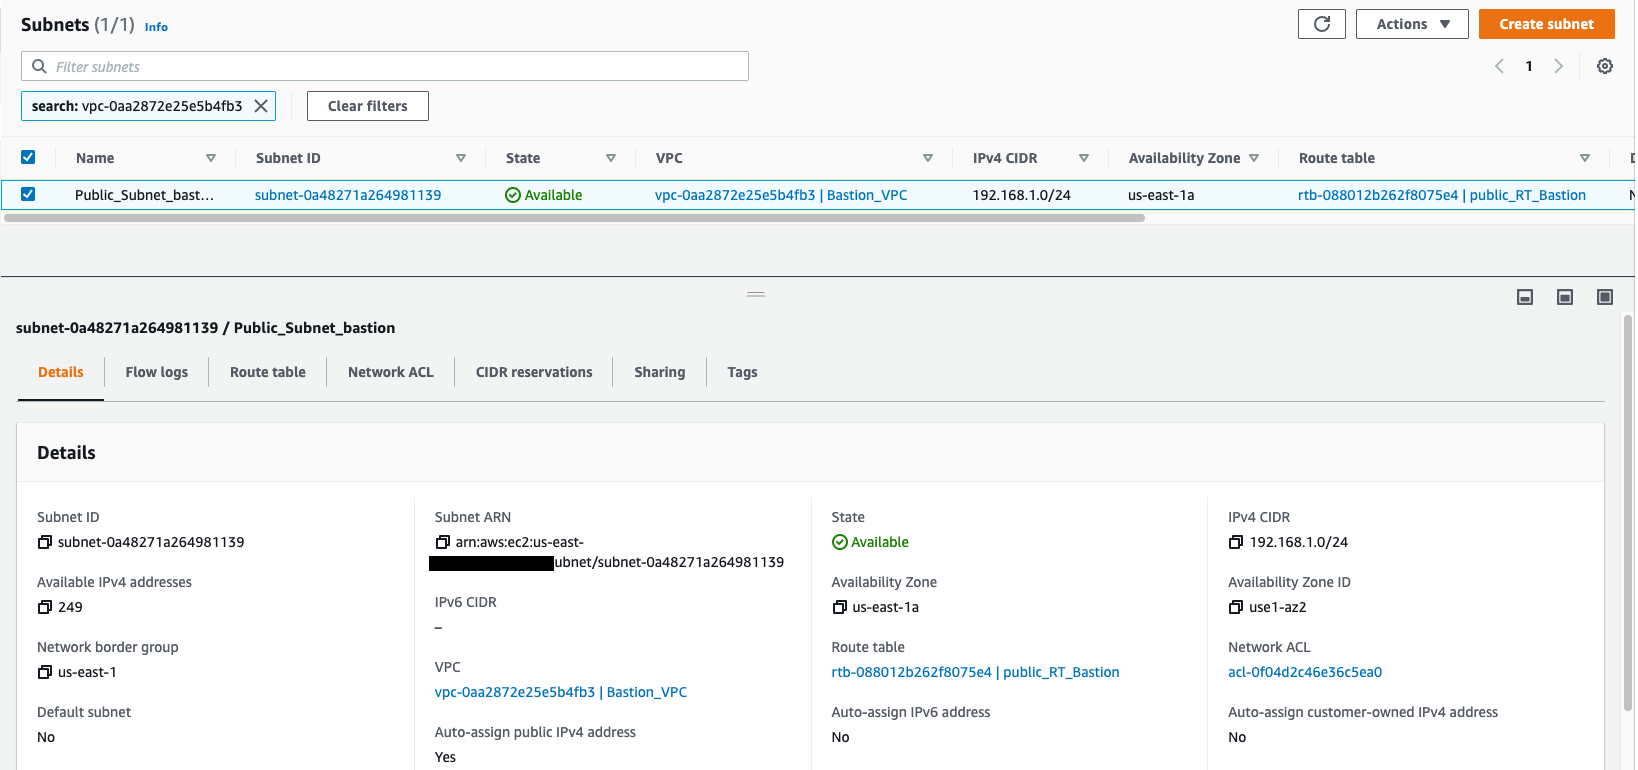 Subnets (1/1) Info
Actions
Create subnet
Filter subnets
1
search: vpc-0aa2872e25e5b4fb3
Clear filters
Name Subnet ID State VPC IPv4 CIDR Availability Zone Route table
Public_Subnet_bast... subnet-0a48271a264981139 Available vpc-0aa2872e25e5b4fb3 | Bastion_VPC 192.168.1.0/24 us-east-1a rtb-088012b262f8075e4 | public_RT_Bastion
subnet-0a48271a264981139 / Public_Subnet_bastion
Details Flow logs Route table Network ACL CIDR reservations Sharing Tags
Details
Subnet ID
subnet-0a48271a264981139
Available IPv4 addresses
249
Network border group
us-east-1
Default subnet
No
Subnet ARN
arn:aws:ec2:us-east-
ubnet/subnet-0a48271a264981139
IPv6 CIDR
–
VPC
vpc-0aa2872e25e5b4fb3 | Bastion_VPC
Auto-assign public IPv4 address
Yes
State
Available
Availability Zone
us-east-1a
Route table
rtb-088012b262f8075e4 | public_RT_Bastion
Auto-assign IPv6 address
No
IPv4 CIDR
192.168.1.0/24
Availability Zone ID
use1-az2
Network ACL
acl-0f04d2c46e36c5ea0
Auto-assign customer-owned IPv4 address
No